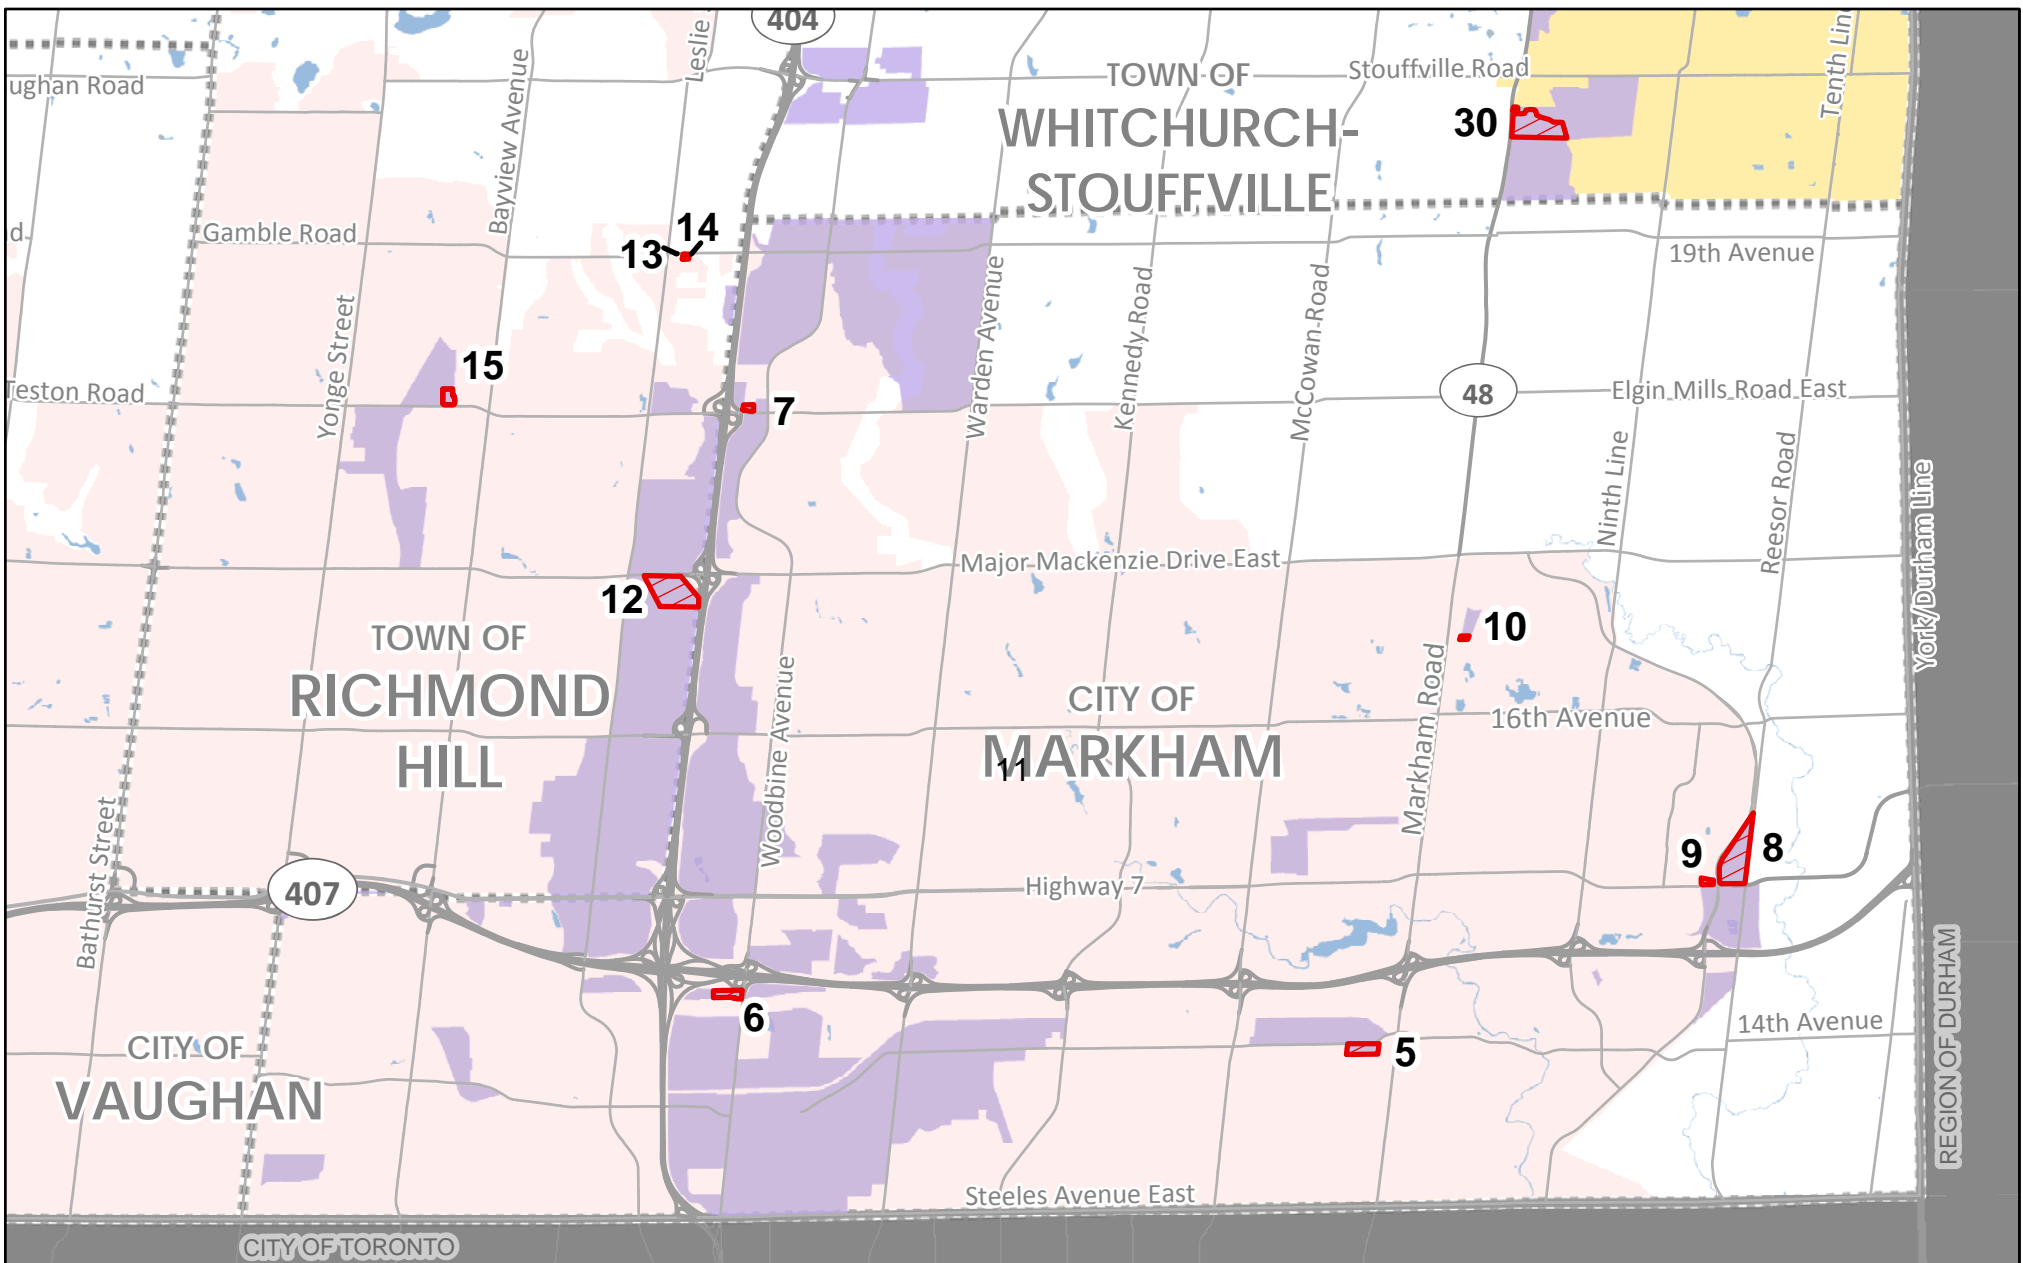 404
Leslie
Tenth Line
TOWN OF
Stouffville Road
ughan Road
Bayview Avenue
WHITCHURCH-
30
STOUFFVILLE
d.
Gamble Road
14
13
19th Avenue
Yonge Street
Warden Avenue
Kennedy Road
McCowan Road
15
Teston Road
7
48
Elgin Mills Road East
Ninth Line
Reesor Road
York/Durham Line
Major Mackenzie Drive East
12
10
TOWN OF
RICHMOND
HILL
CITY OF
MARKHAM
11
16th Avenue
Woodbine Avenue
Markham Road
Bathurst Street
9
8
407
Highway 7
6
5
14th Avenue
REGION OF DURHAM
CITY OF
VAUGHAN
Steeles Avenue East
CITY OF TORONTO